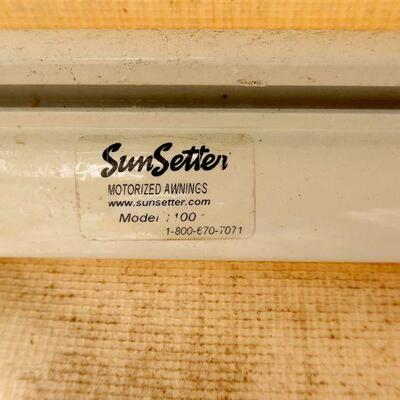 SunSetter
MOTORIZED AWNINGS
www.sunsetter.com
Model 100
1-800-670-7071